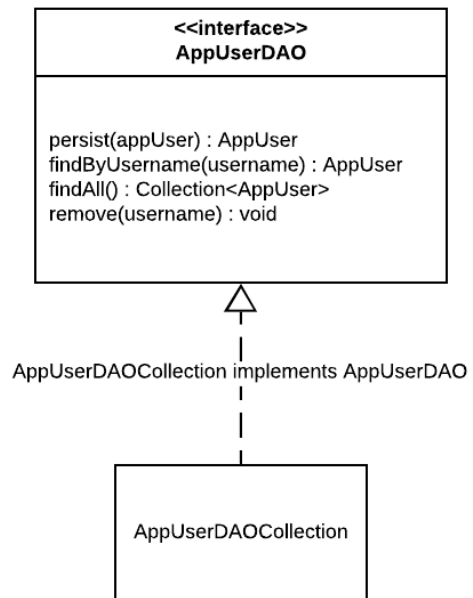 <<interface>>
AppUserDAO
persist(appUser) : AppUser
findByUsername(username) : AppUser
findAll() : Collection<AppUser>
remove(username) : void
AppUserDAOCollection implements AppUserDAO
AppUserDAOCollection